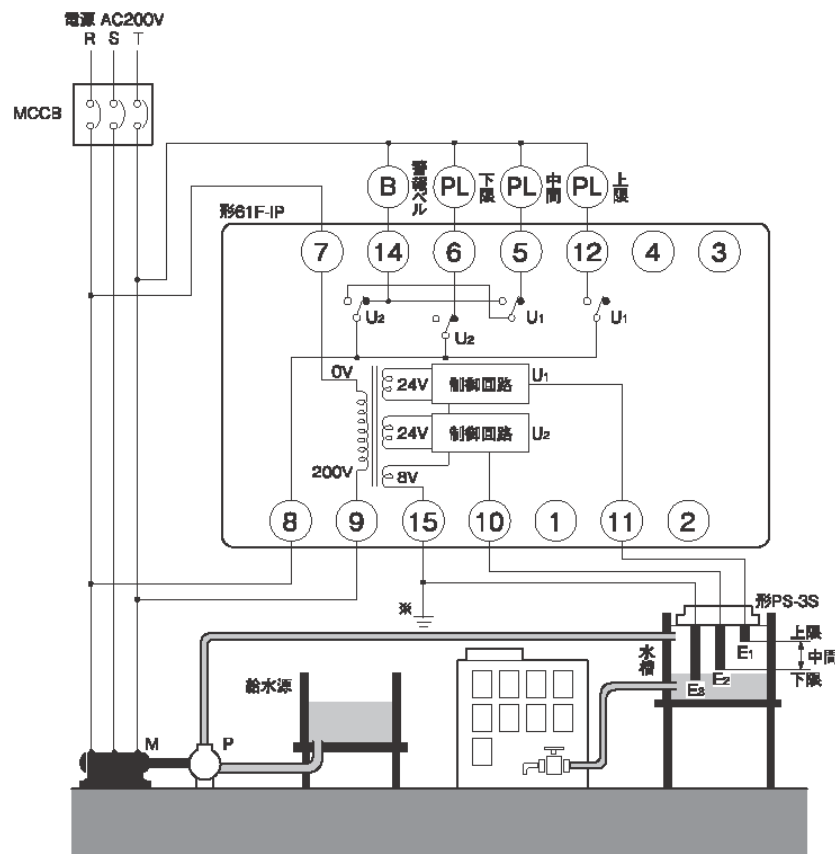 電源 AC200V
R S T
MCCB
B 警報ベル PL 下限 PL 中間 PL 上限
形61F-IP
7 14 6 5 12 4 3
U2 U2 U1 U1
0V 24V 制御回路 U1
24V 制御回路 U2
200V 8V
8 9 15 10 1 11 2
※
形PS-3S
水槽 E3 E2 E1 上限
中間
下限
給水源
M P